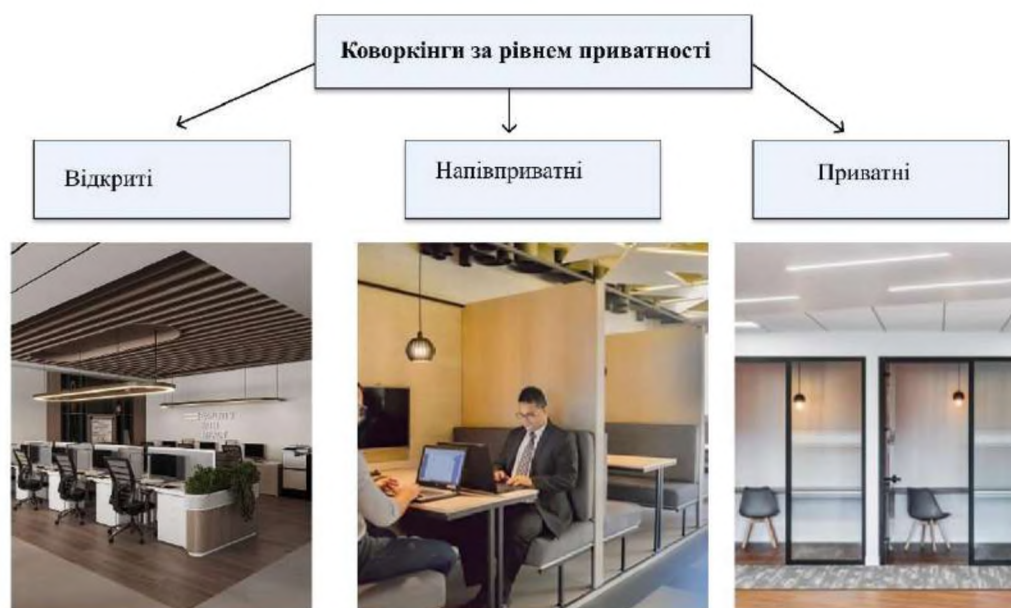 Коворкінги за рівнем приватності
Відкриті
Напівприватні
Приватні